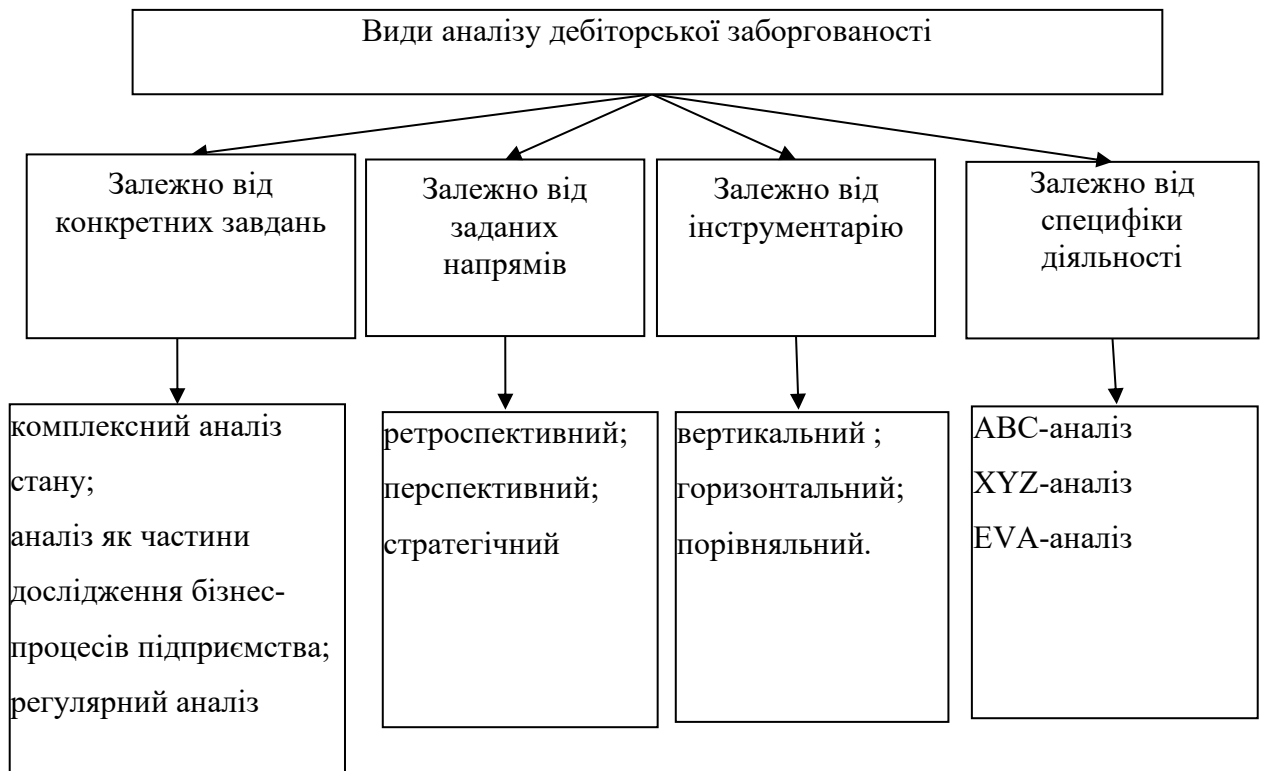 Види аналізу дебіторської заборгованості
Залежно від
конкретних завдань
Залежно від
заданих
напрямів
Залежно від
інструментарію
Залежно від
специфіки
діяльності
комплексний аналіз
стану;
аналіз як частини
дослідження бізнес-
процесів підприємства;
регулярний аналіз
ретроспективний;
перспективний;
стратегічний
вертикальний ;
горизонтальний;
порівняльний.
АВС-аналіз
XYZ-аналіз
EVA-аналіз